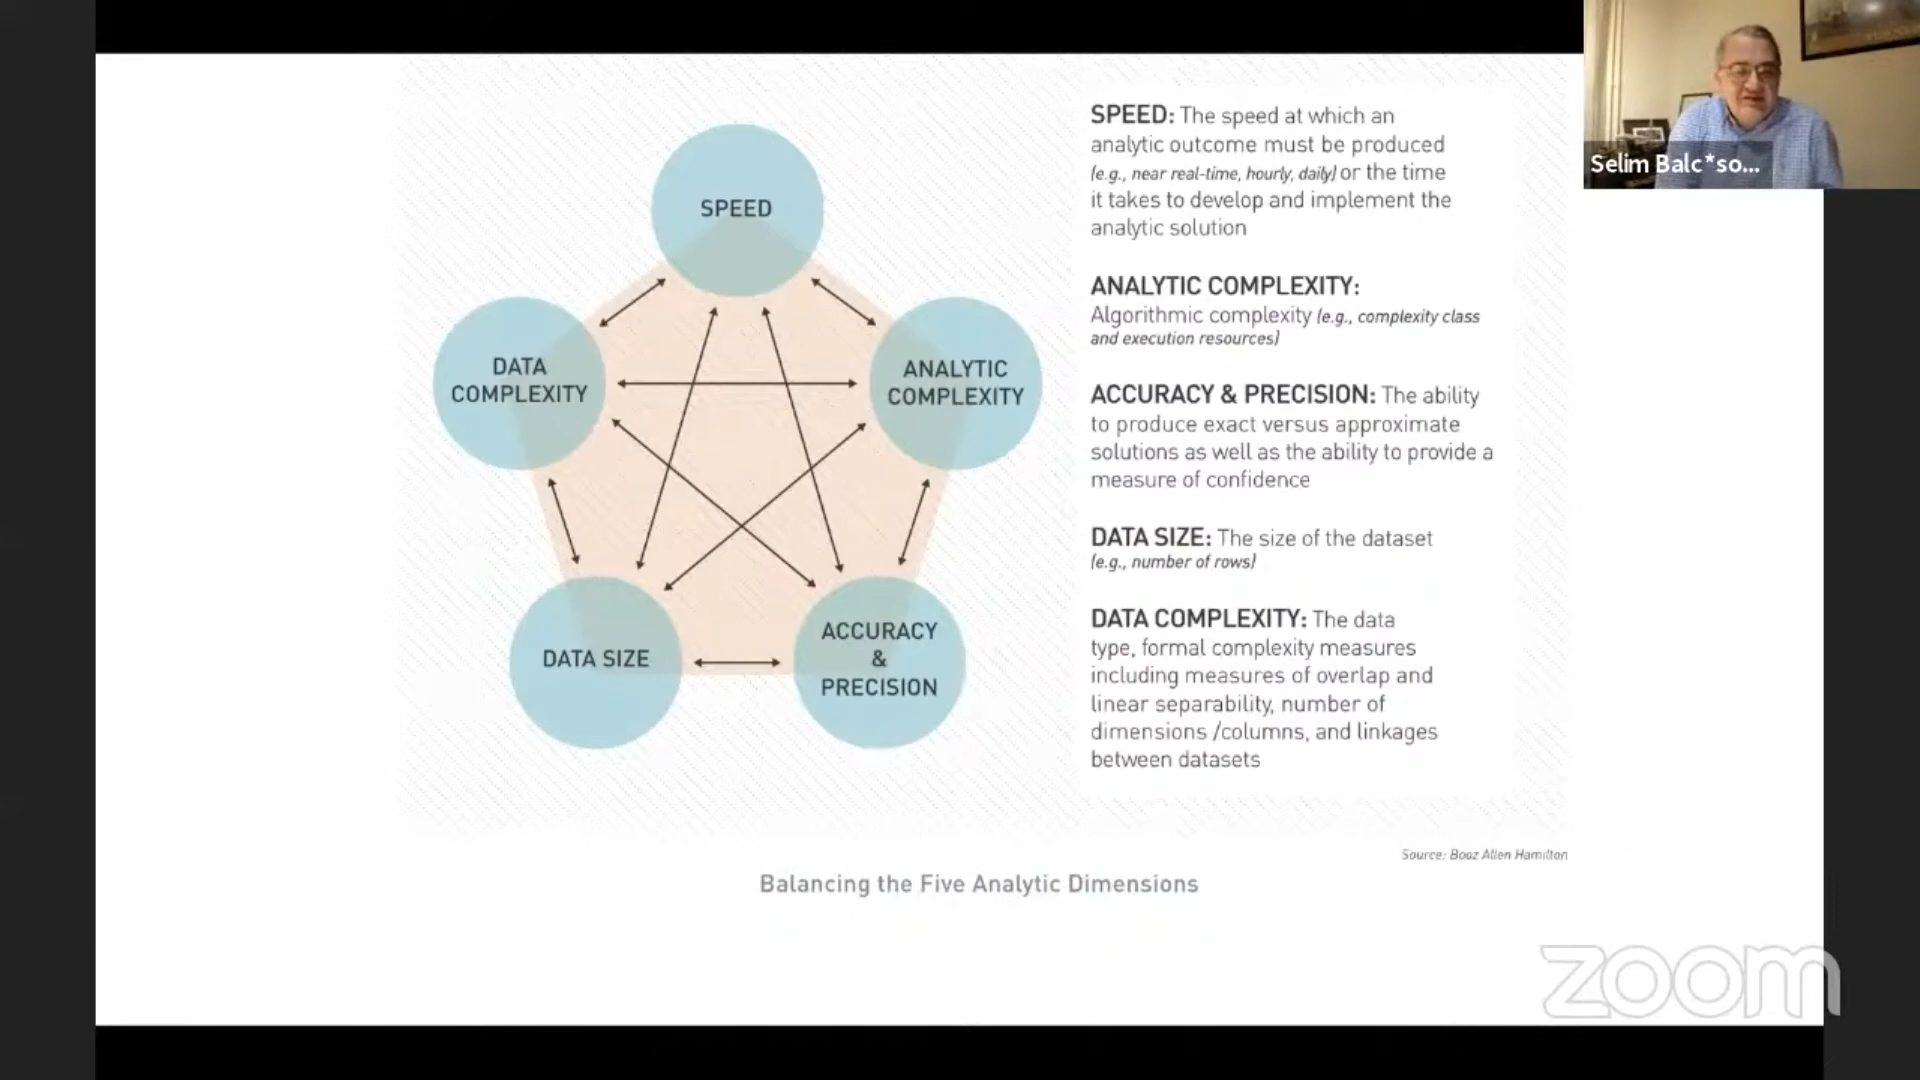 SPEED
DATA
COMPLEXITY
ANALYTIC
COMPLEXITY
DATA SIZE
ACCURACY
&
PRECISION
SPEED: The speed at which an
analytic outcome must be produced
(e.g., near real-time, hourly, daily) or the time
it takes to develop and implement the
analytic solution
ANALYTIC COMPLEXITY:
Algorithmic complexity (e.g., complexity class
and execution resources)
ACCURACY & PRECISION: The ability
to produce exact versus approximate
solutions as well as the ability to provide a
measure of confidence
DATA SIZE: The size of the dataset
(e.g., number of rows)
DATA COMPLEXITY: The data
type, formal complexity measures
including measures of overlap and
linear separability, number of
dimensions /columns, and linkages
between datasets
Source: Booz Allen Hamilton
Balancing the Five Analytic Dimensions
Selim Balc*so...
zoom